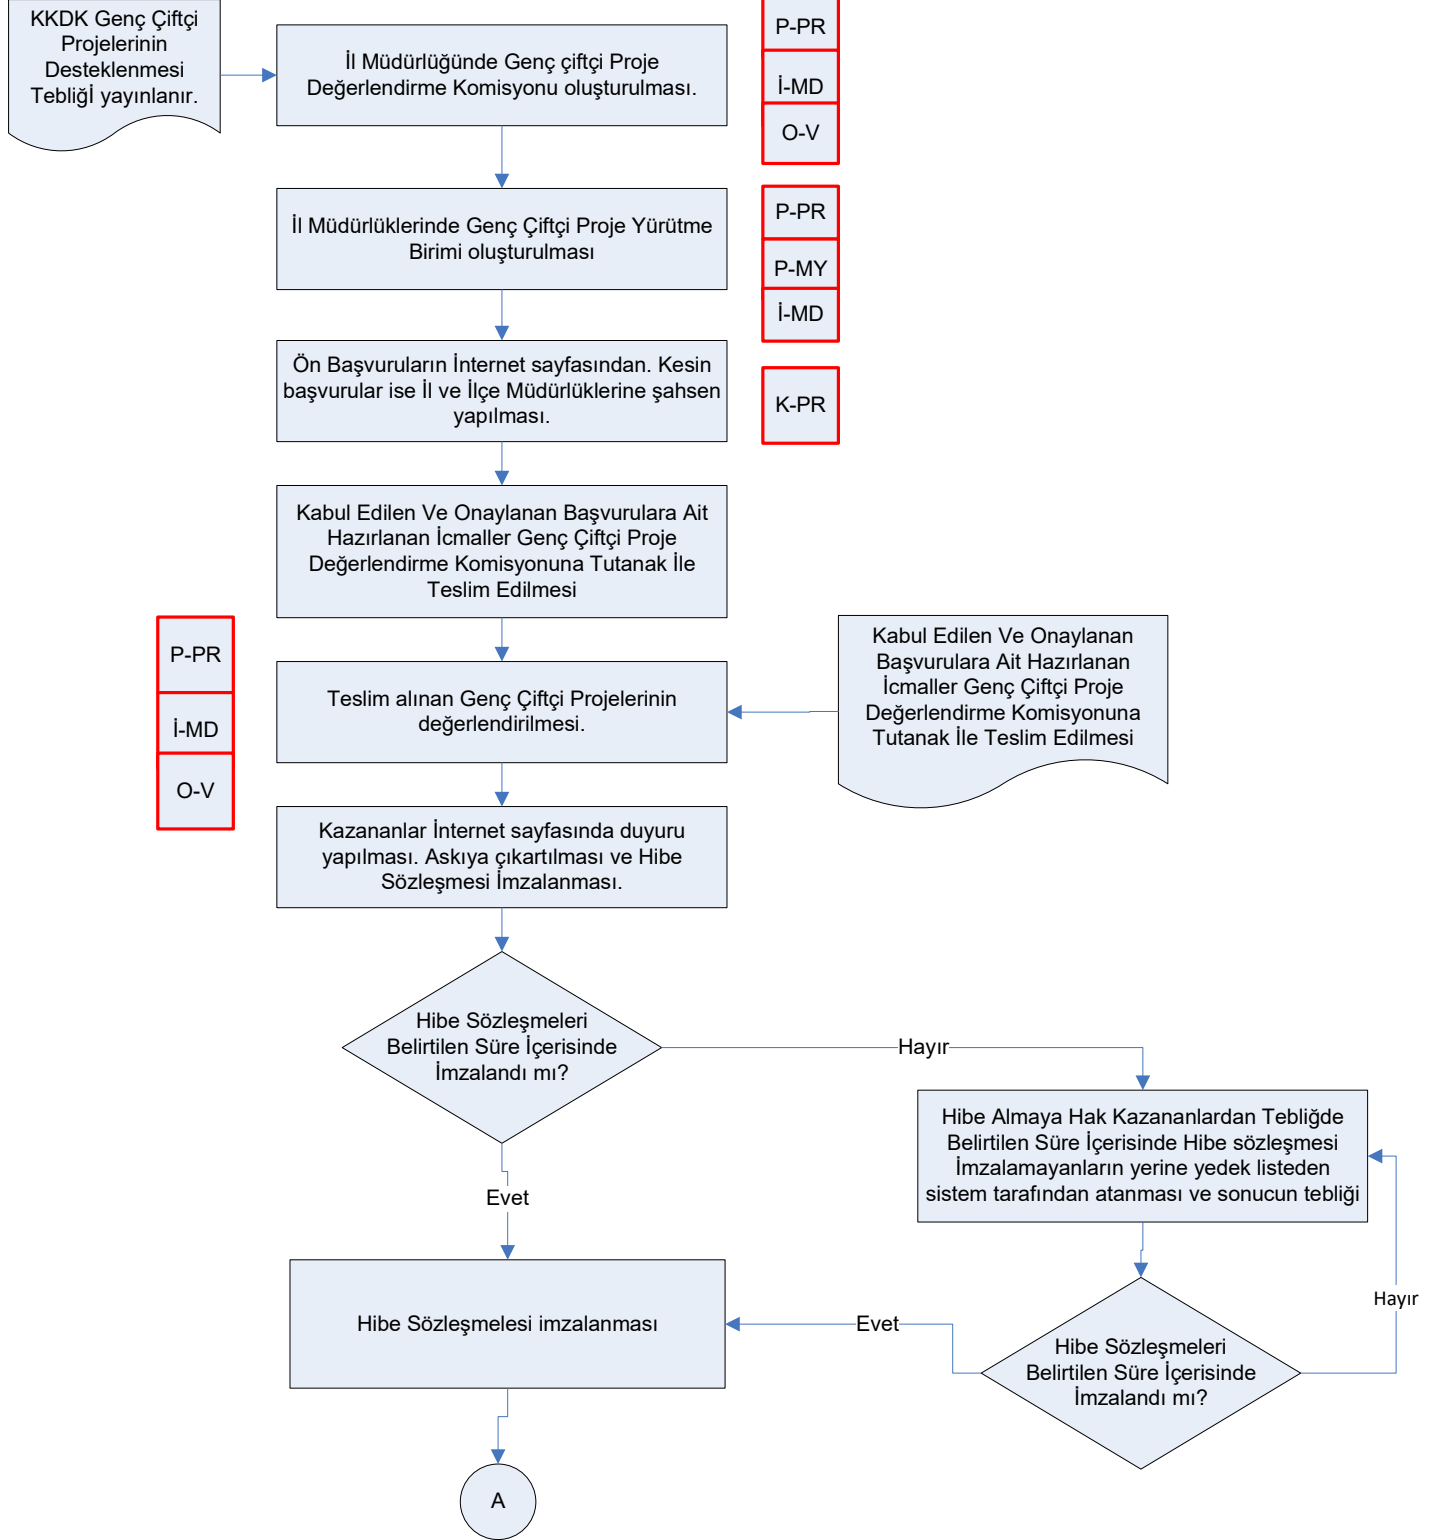 KKDK Genç Çiftçi
Projelerinin
Desteklenmesi
Tebliğİ yayınlanır.
İl Müdürlüğünde Genç çiftçi Proje
Değerlendirme Komisyonu oluşturulması.
P-PR
İ-MD
O-V
İl Müdürlüklerinde Genç Çiftçi Proje Yürütme
Birimi oluşturulması
P-PR
P-MY
İ-MD
Ön Başvuruların İnternet sayfasından. Kesin
başvurular ise İl ve İlçe Müdürlüklerine şahsen
yapılması.
K-PR
Kabul Edilen Ve Onaylanan Başvurulara Ait
Hazırlanan İcmaller Genç Çiftçi Proje
Değerlendirme Komisyonuna Tutanak İle
Teslim Edilmesi
P-PR
İ-MD
O-V
Teslim alınan Genç Çiftçi Projelerinin
değerlendirilmesi.
Kabul Edilen Ve Onaylanan
Başvurulara Ait Hazırlanan
İcmaller Genç Çiftçi Proje
Değerlendirme Komisyonuna
Tutanak İle Teslim Edilmesi
Kazananlar İnternet sayfasında duyuru
yapılması. Askıya çıkartılması ve Hibe
Sözleşmesi İmzalanması.
Hibe Sözleşmeleri
Belirtilen Süre İçerisinde
İmzalandı mı?
Hayır
Hibe Almaya Hak Kazananlardan Tebliğde
Belirtilen Süre İçerisinde Hibe sözleşmesi
İmzalamayanların yerine yedek listeden
sistem tarafından atanması ve sonucun tebliği
Evet
Hibe Sözleşmelesi imzalanması
Evet
Hibe Sözleşmeleri
Belirtilen Süre İçerisinde
İmzalandı mı?
Hayır
A